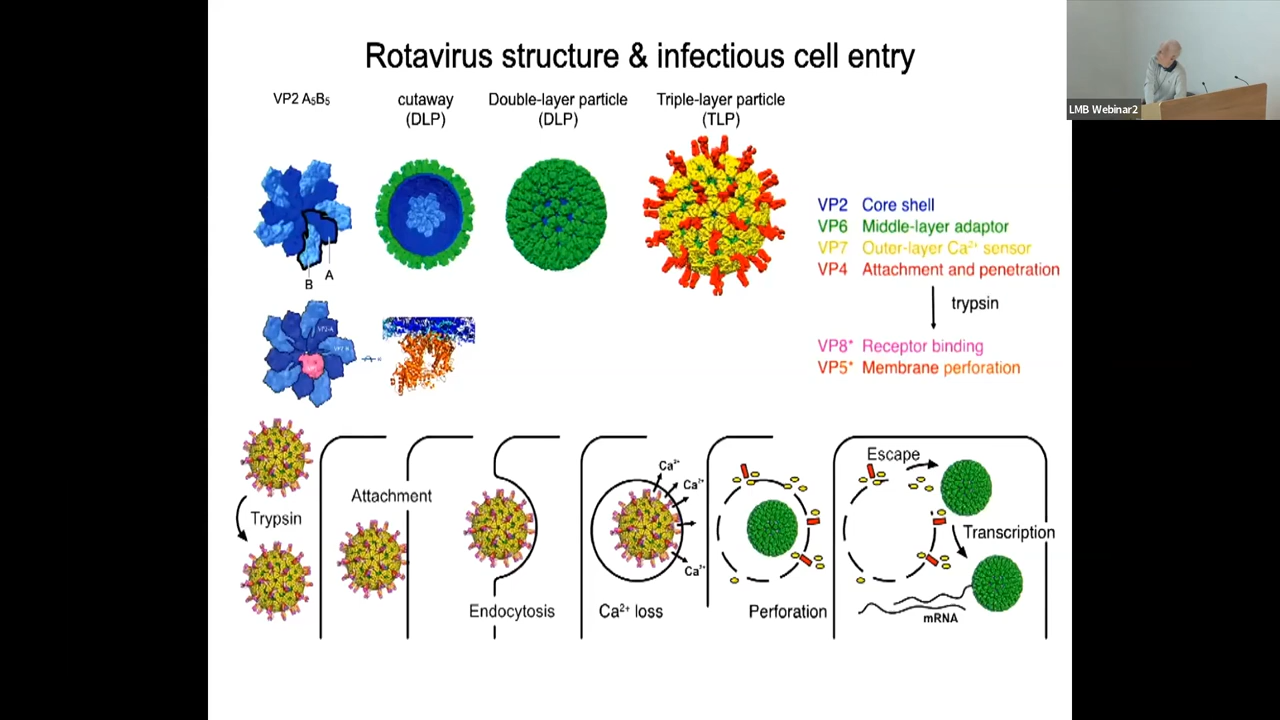 Rotavirus structure & infectious cell entry
LMB Webinar2
VP2 A₅B₅
cutaway
(DLP)
Double-layer particle
(DLP)
Triple-layer particle
(TLP)
B
A
VP2 Core shell
VP6 Middle-layer adaptor
VP7 Outer-layer Ca²⁺ sensor
VP4 Attachment and penetration
trypsin
VP8* Receptor binding
VP5* Membrane perforation
VP2-A
Trypsin
Attachment
Endocytosis
Ca²⁺
Ca²⁺
Ca²⁺
Ca²⁺ loss
Perforation
Escape
Transcription
mRNA